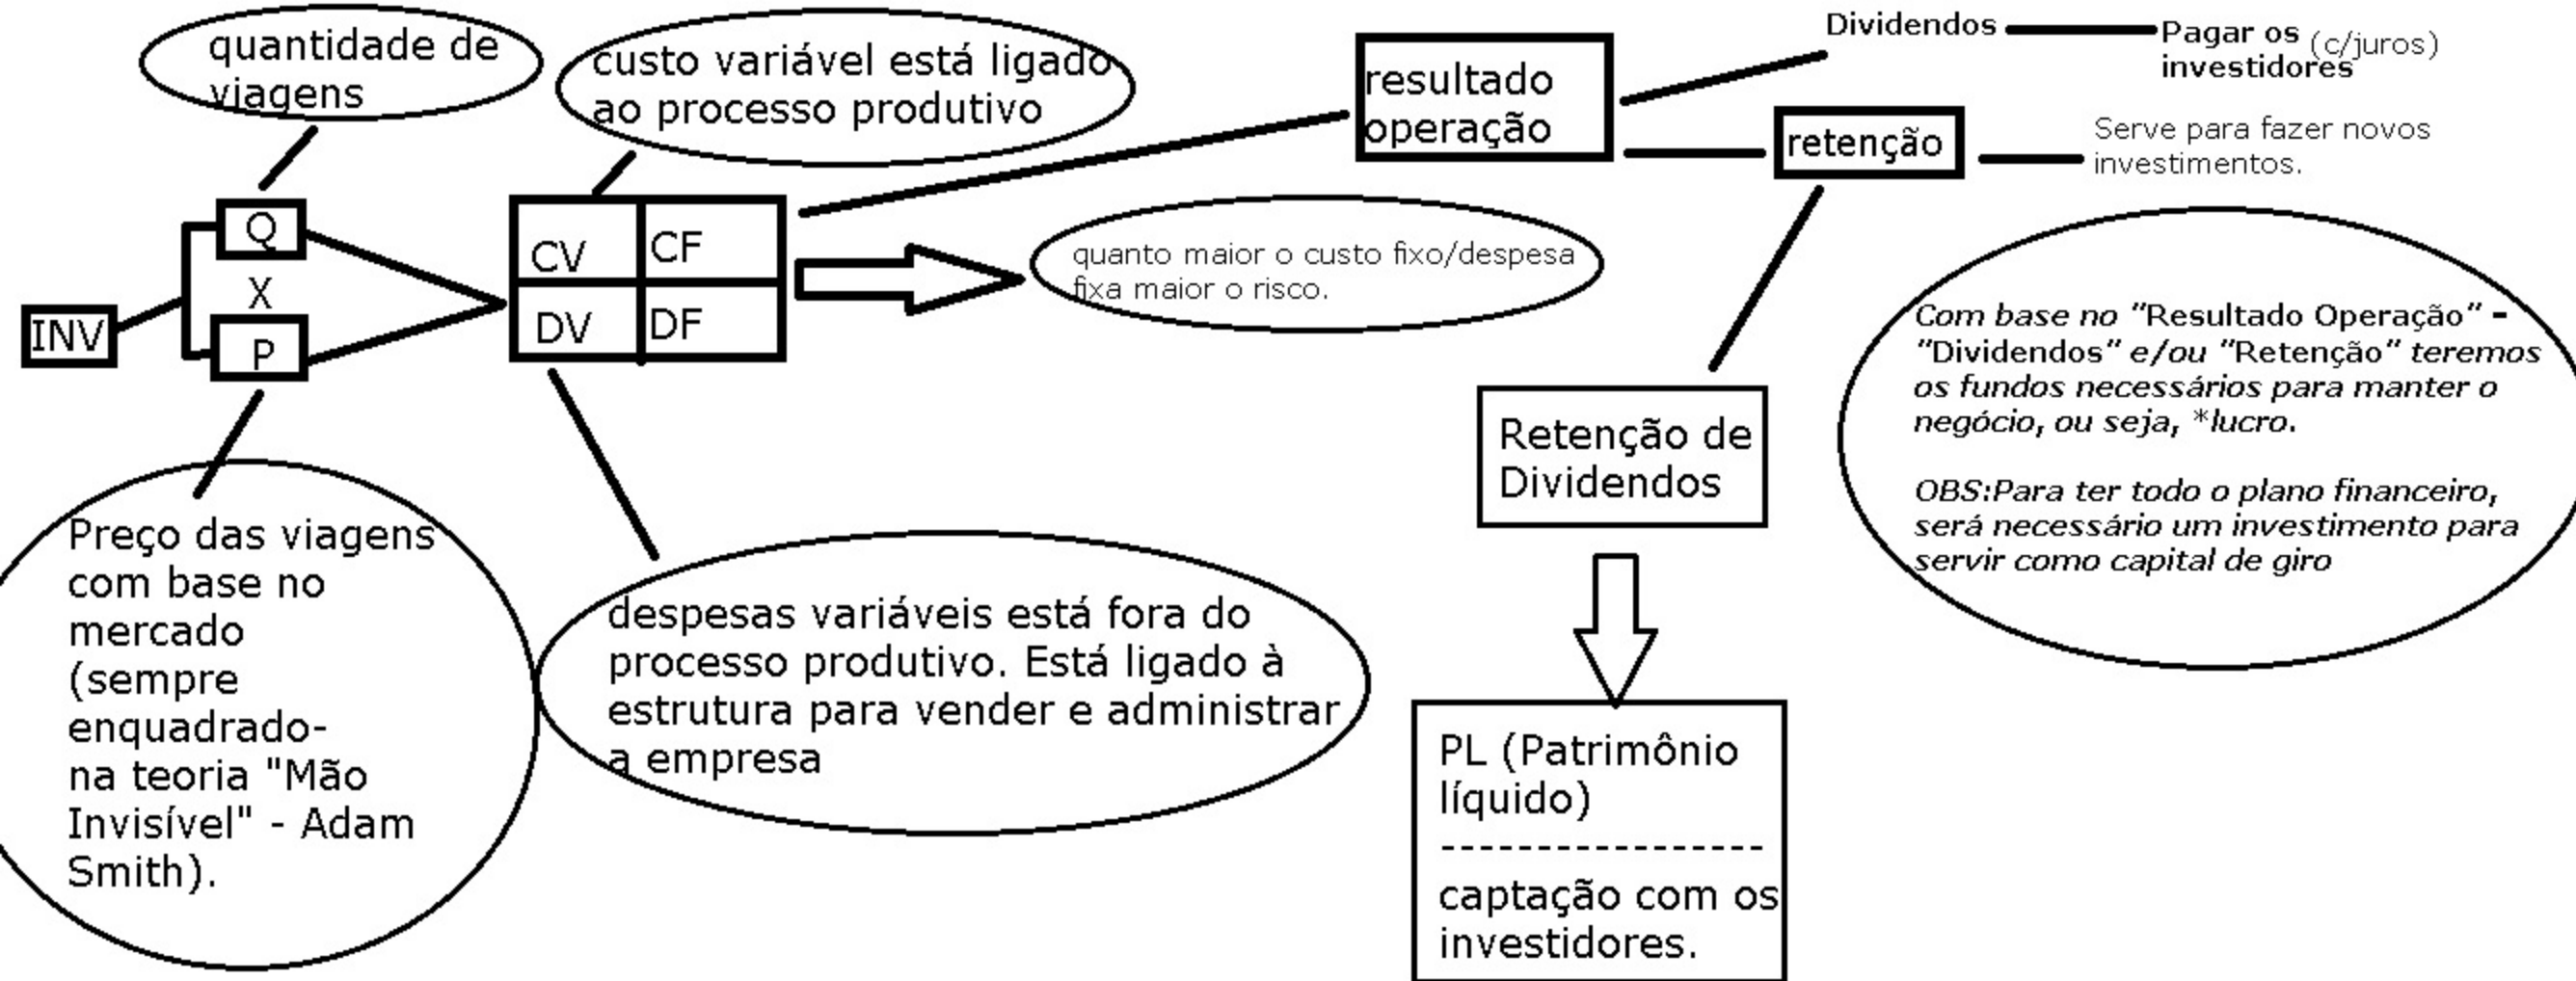 quantidade de
viagens
custo variável está ligado
ao processo produtivo
resultado
operação
Dividendos
Pagar os (c/juros)
investidores
retenção
Serve para fazer novos
investimentos.
INV
Q
X
P
CV
CF
DV
DF
quanto maior o custo fixo/despesa
fixa maior o risco.
Com base no "Resultado Operação" -
"Dividendos" e/ou "Retenção" teremos
os fundos necessários para manter o
negócio, ou seja, *lucro.
OBS:Para ter todo o plano financeiro,
será necessário um investimento para
servir como capital de giro
Retenção de
Dividendos
Preço das viagens
com base no
mercado
(sempre
enquadrado-
na teoria "Mão
Invisível" - Adam
Smith).
despesas variáveis está fora do
processo produtivo. Está ligado à
estrutura para vender e administrar
a empresa
PL (Patrimônio
líquido)
-----------------
captação com os
investidores.